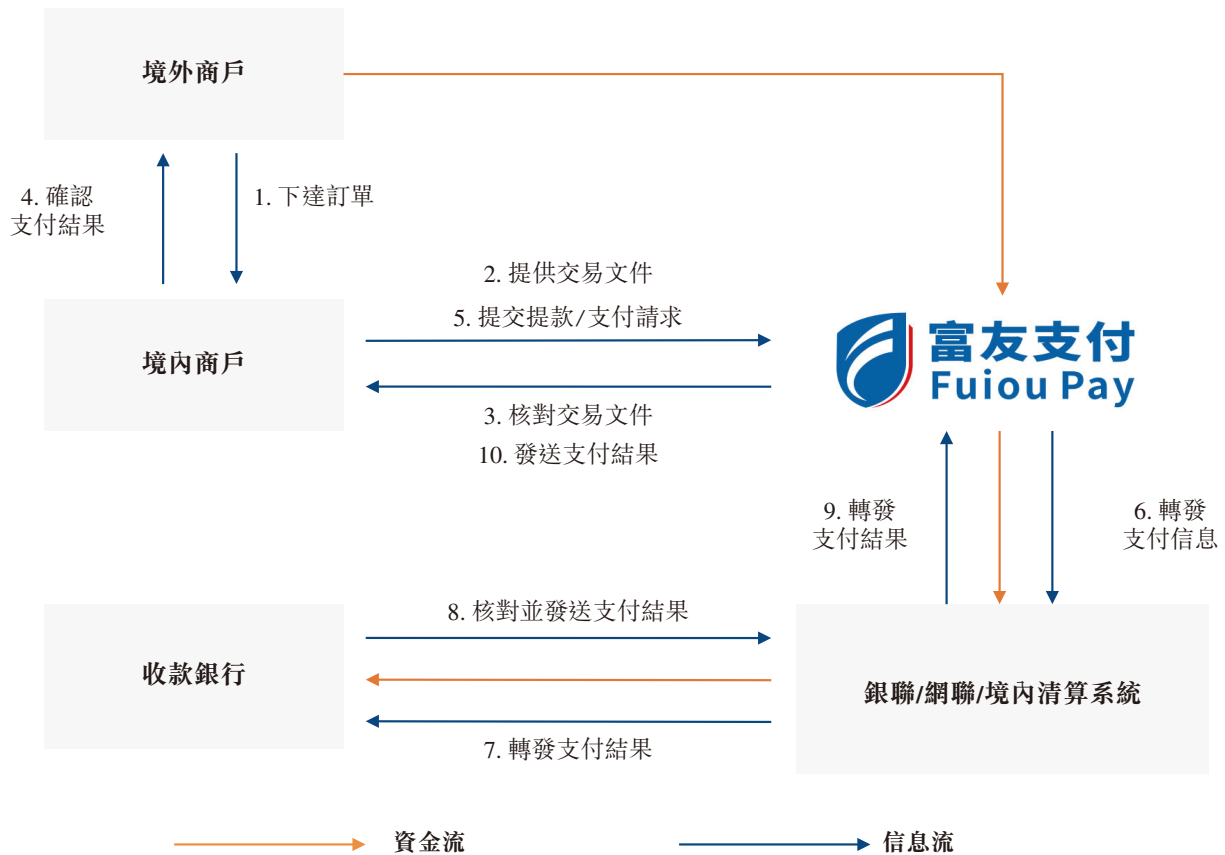 境外商戶
4. 確認
支付結果
1. 下達訂單
2. 提供交易文件
5. 提交提款/支付請求
境內商戶
富友支付
Fuiou Pay
3. 核對交易文件
10. 發送支付結果
9. 轉發
支付結果
6. 轉發
支付信息
8. 核對並發送支付結果
收款銀行
銀聯/網聯/境內清算系統
7. 轉發支付結果
資金流
信息流